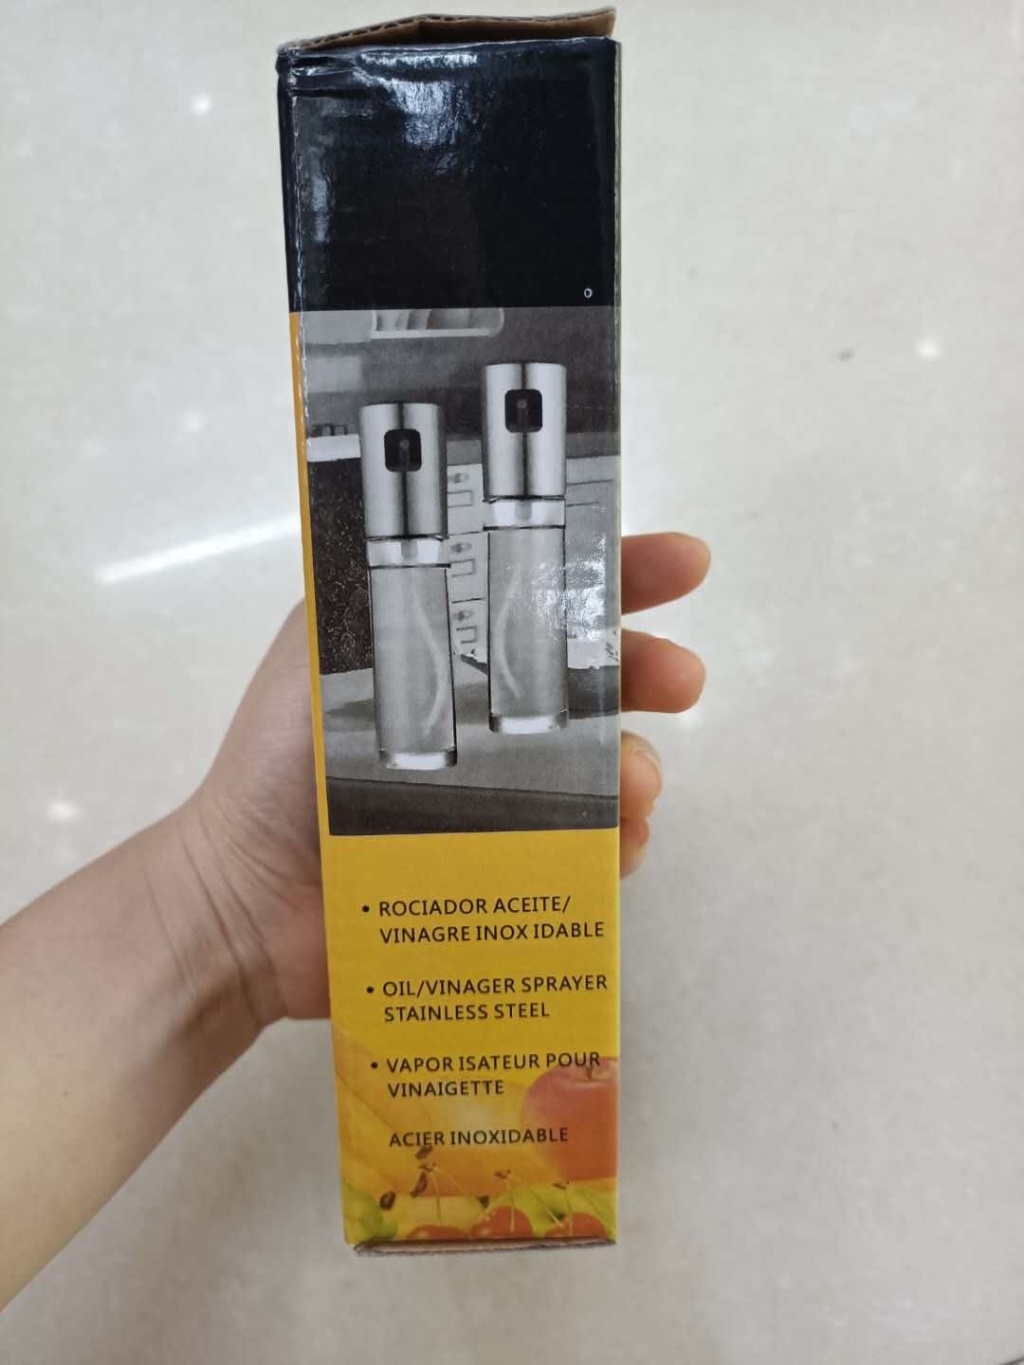 • ROCIADOR ACEITE/
VINAGRE INOX IDABLE
• OIL/VINAGER SPRAYER
STAINLESS STEEL
• VAPOR ISATEUR POUR
VINAIGETTE
ACIER INOXIDABLE